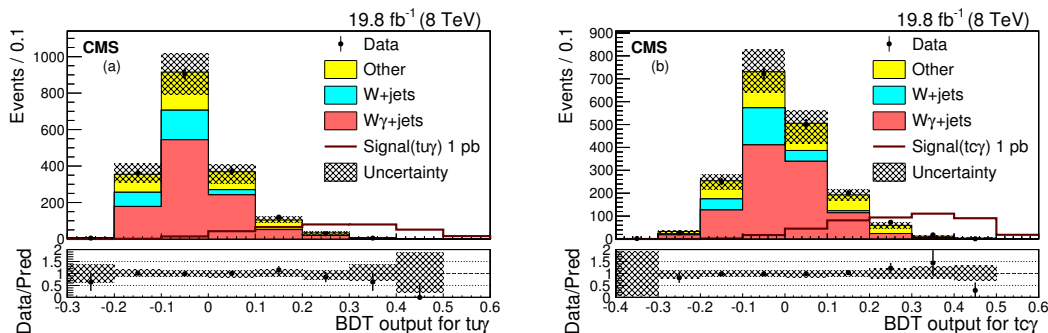 19.8 fb⁻¹ (8 TeV)
CMS
(a)
Data
Other
W+jets
Wγ+jets
Signal(tuγ) 1 pb
Uncertainty
Events / 0.1
1000
800
600
400
200
0
Data/Pred
2
1.5
1
0.5
0
-0.3 -0.2 -0.1 0 0.1 0.2 0.3 0.4 0.5 0.6
BDT output for tuγ
19.8 fb⁻¹ (8 TeV)
CMS
(b)
Data
Other
W+jets
Wγ+jets
Signal(tcγ) 1 pb
Uncertainty
Events / 0.1
900
800
700
600
500
400
300
200
100
0
Data/Pred
2
1.5
1
0.5
0
-0.4 -0.3 -0.2 -0.1 0 0.1 0.2 0.3 0.4 0.5 0.6
BDT output for tcγ